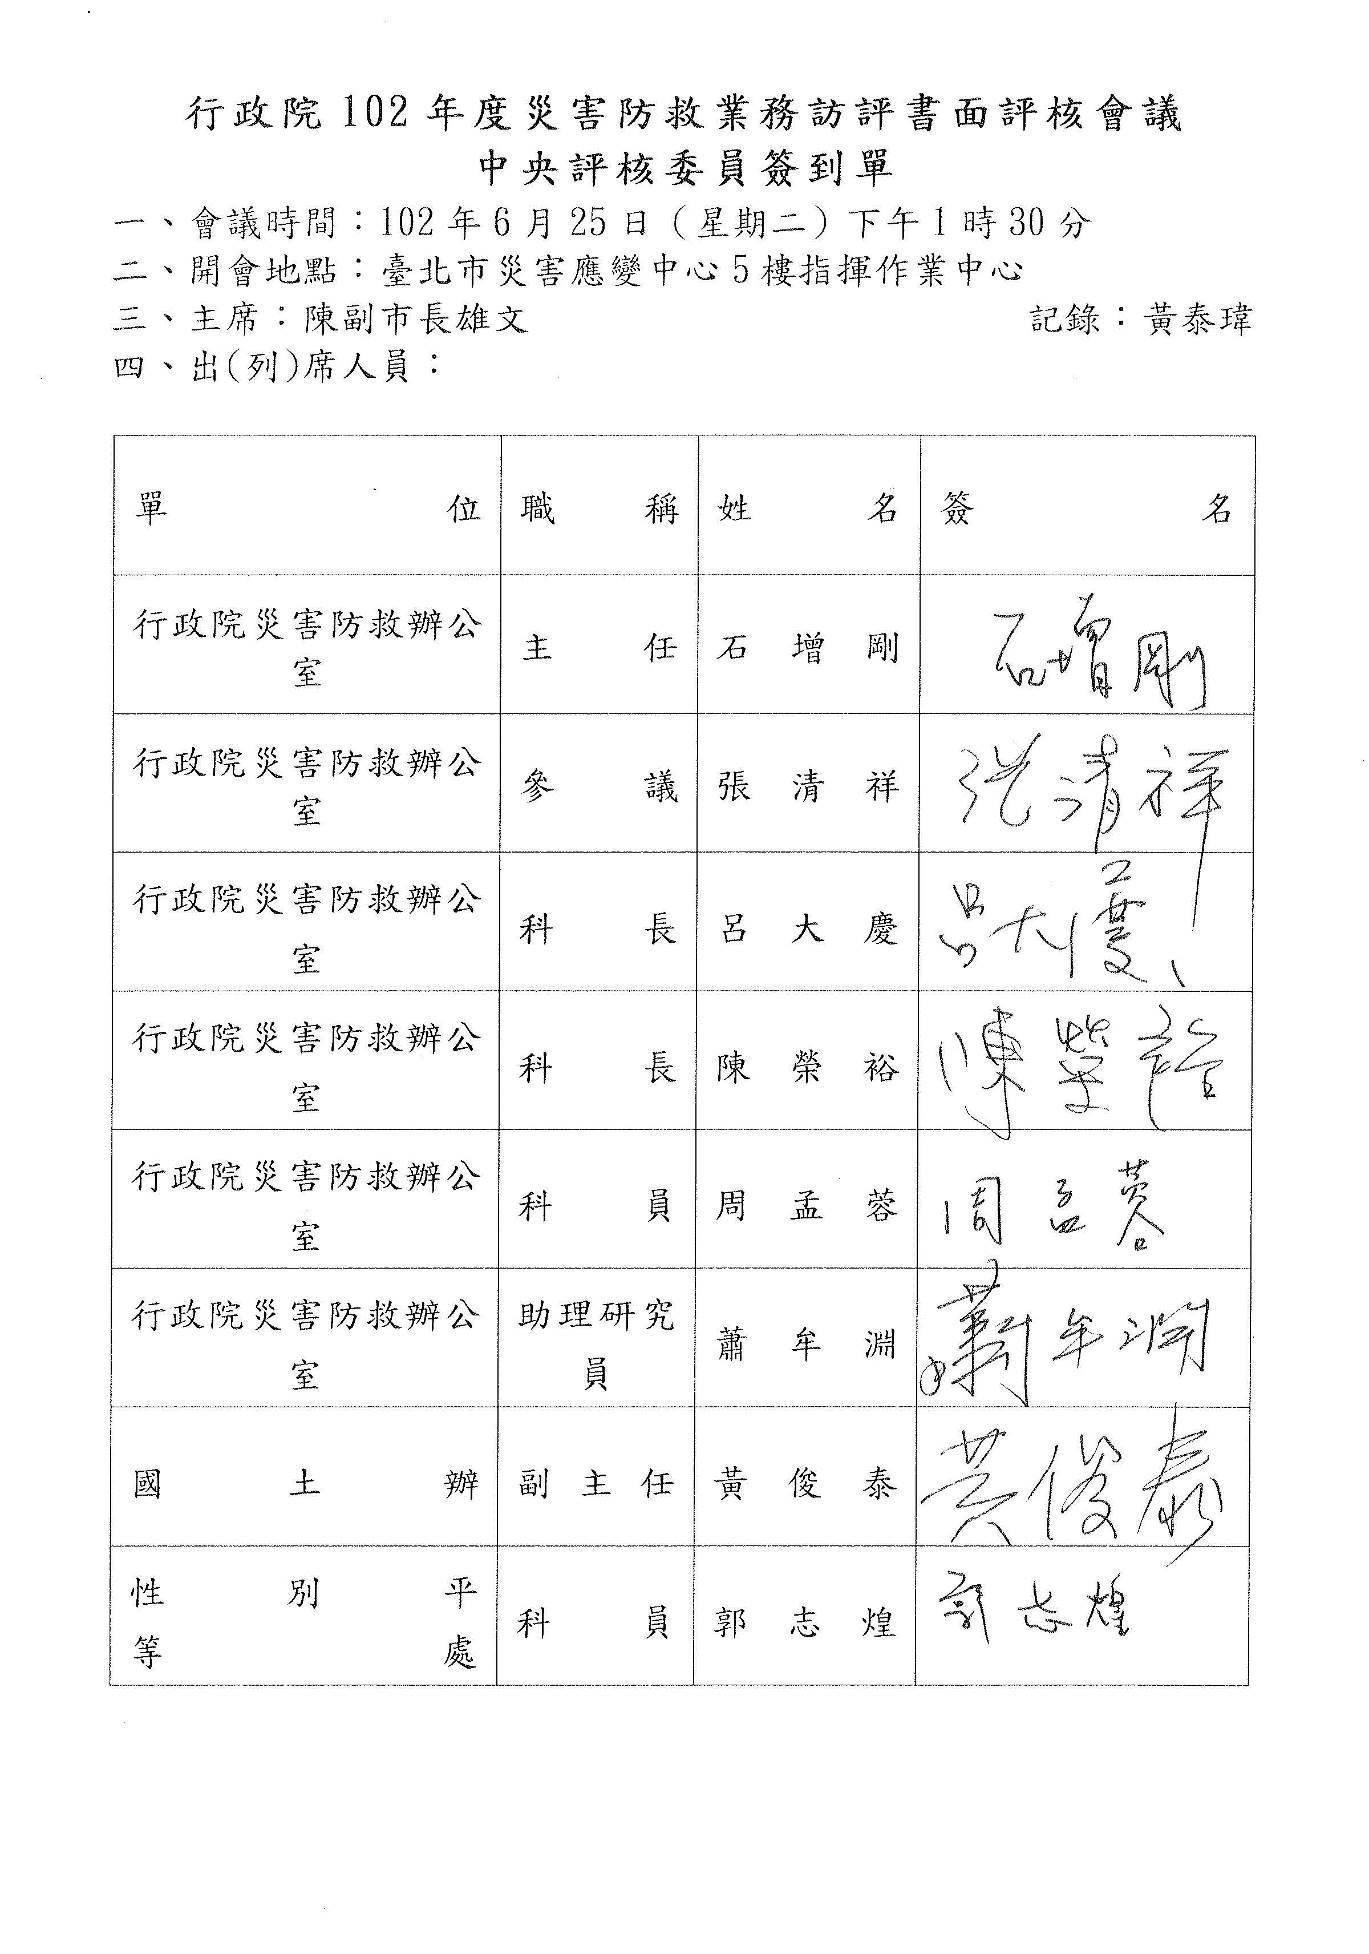 行政院102年度災害防救業務訪評書面評核會議
中央評核委員簽到單
一、會議時間：102年6月25日（星期二）下午1時30分
二、開會地點：臺北市災害應變中心5樓指揮作業中心
三、主席：陳副市長雄文 記錄：黃泰瑋
四、出(列)席人員：
單位 職稱 姓名 簽名
行政院災害防救辦公室 主任 石增剛 石增剛
行政院災害防救辦公室 參議 張清祥 張清祥
行政院災害防救辦公室 科長 呂大慶 呂大慶
行政院災害防救辦公室 科長 陳榮裕 陳榮裕
行政院災害防救辦公室 科員 周孟蓉 周孟蓉
行政院災害防救辦公室 助理研究員 蕭牟淵 蕭牟淵
國土辦 副主任 黃俊泰 黃俊泰
性別平等處 科員 郭志煌 郭志煌